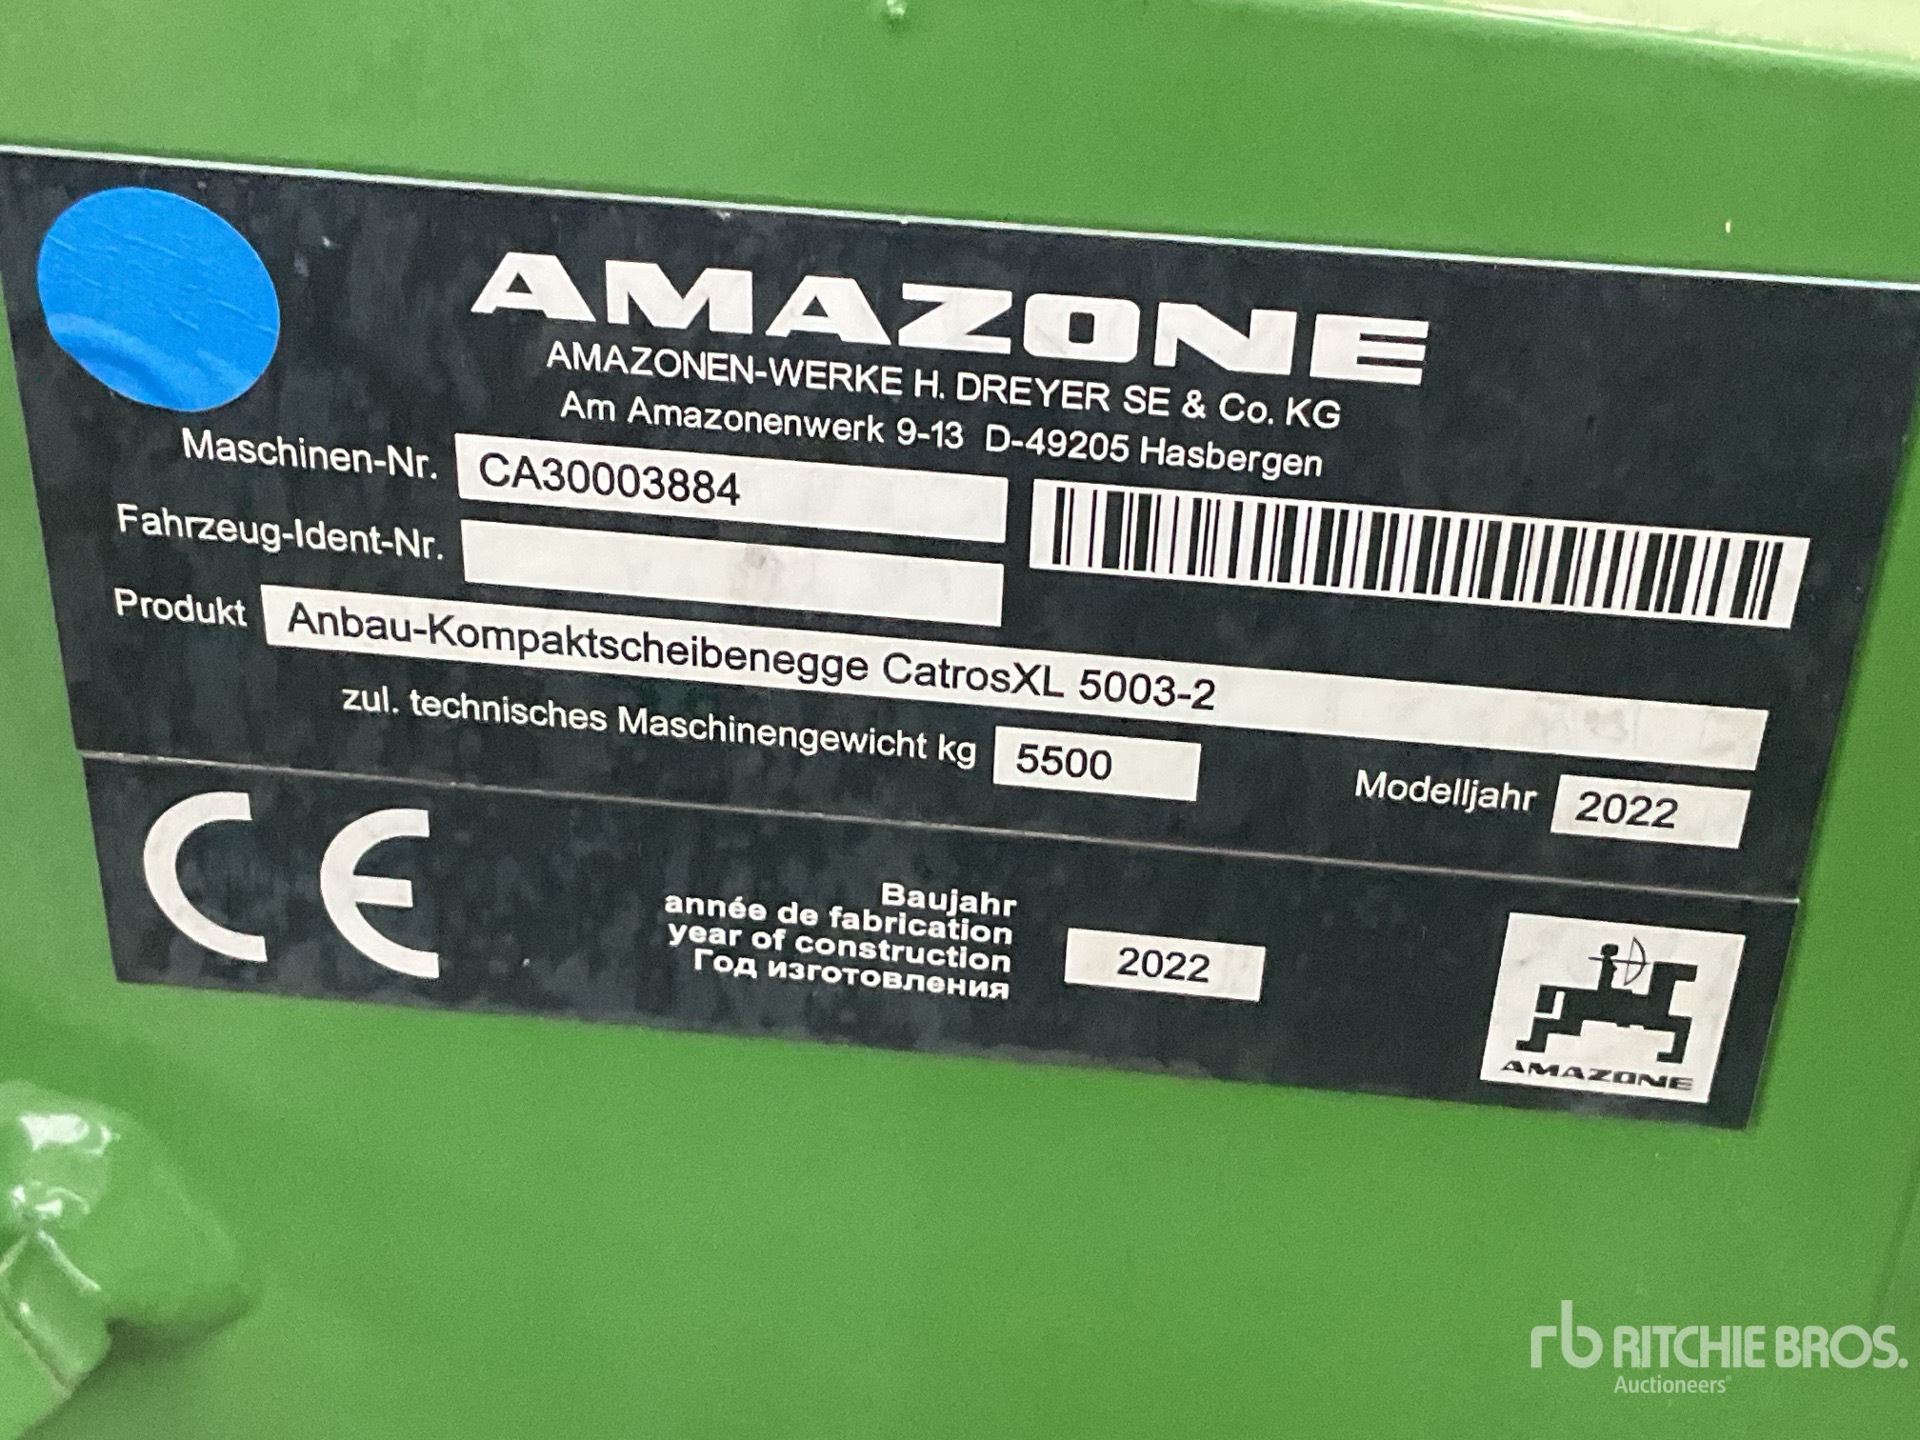 AMAZONE
AMAZONEN-WERKE H. DREYER SE & Co. KG
Am Amazonenwerk 9-13 D-49205 Hasbergen
Maschinen-Nr. CA30003884
Fahrzeug-Ident-Nr.
Produkt Anbau-Kompaktscheibenegge CatrosXL 5003-2
zul. technisches Maschinengewicht kg 5500 Modelljahr 2022
CE
Baujahr
année de fabrication
year of construction
Год изготовления
2022
AMAZONE
rb RITCHIE BROS.
Auctioneers